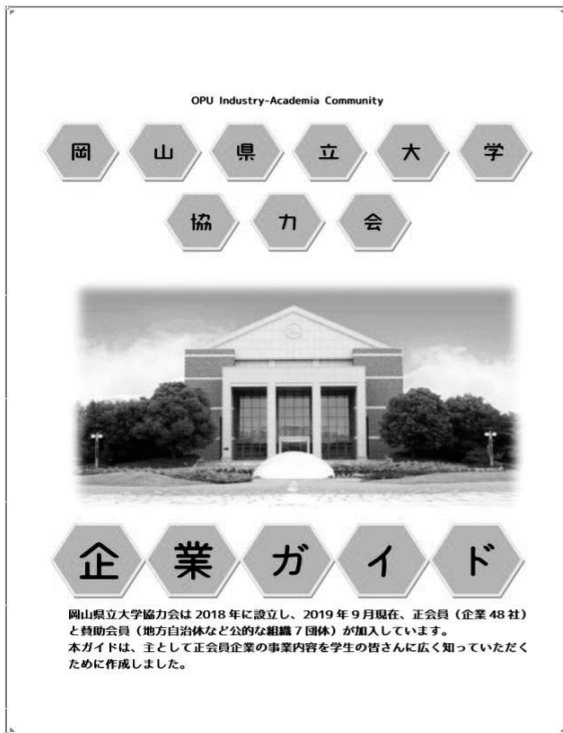 OPU Industry-Academia Community
岡山県立大学
協力会
企業ガイド
岡山県立大学協力会は 2018 年に設立し、2019 年 9 月現在、正会員（企業 48 社）
と賛助会員（地方自治体など公的な組織 7 団体）が加入しています。
本ガイドは、主として正会員企業の事業内容を学生の皆さんに広く知っていただく
ために作成しました。